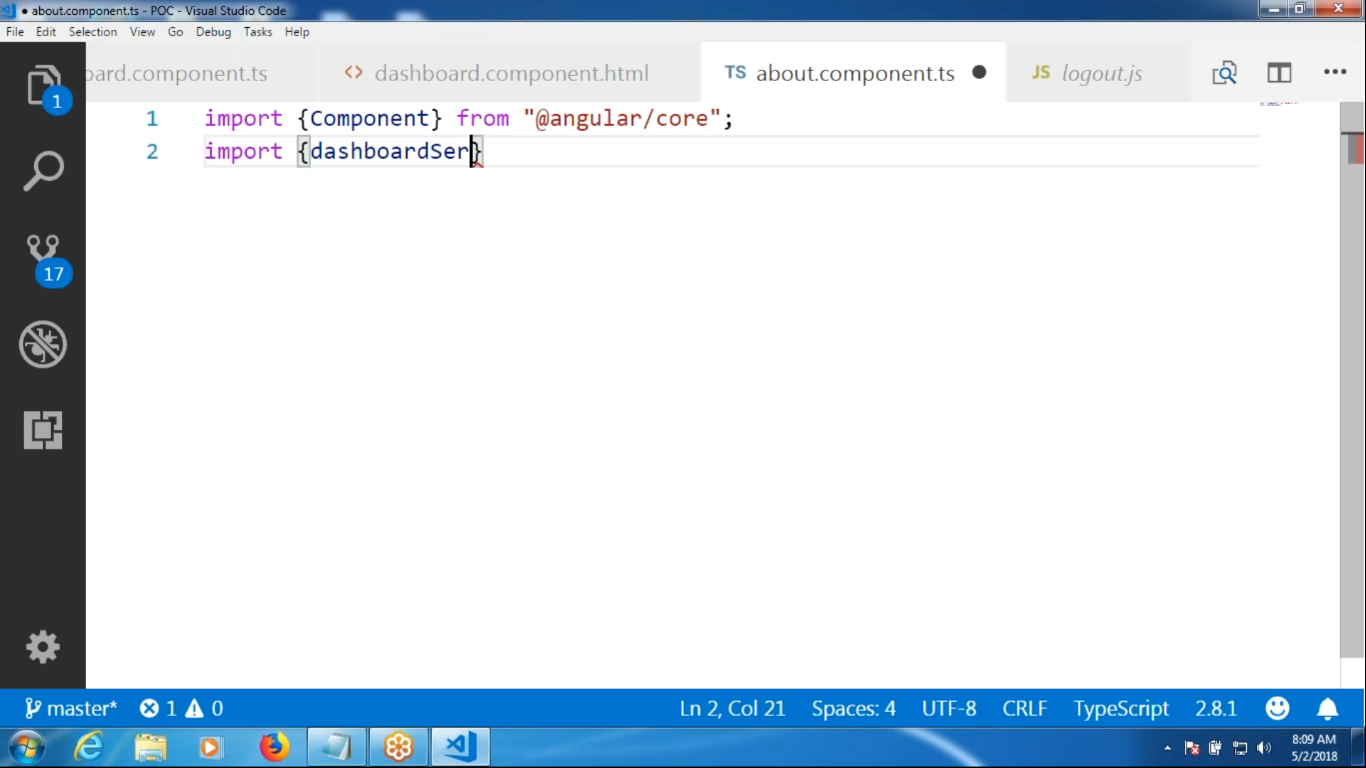 ● about.component.ts - POC - Visual Studio Code
File Edit Selection View Go Debug Tasks Help
oard.component.ts <> dashboard.component.html TS about.component.ts ● JS logout.js •••
1
1 import {Component} from "@angular/core";
2 import {dashboardSer}
17
master* 1 0 Ln 2, Col 21 Spaces: 4 UTF-8 CRLF TypeScript 2.8.1
8:09 AM
5/2/2018